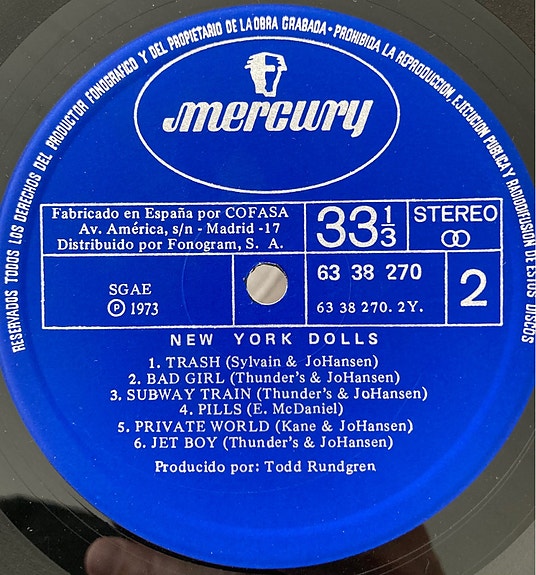 RESERVADOS TODOS LOS DERECHOS DEL PRODUCTOR FONOGRAFICO Y DEL PROPIETARIO DE LA OBRA GRABADA · PROHIBIDA LA REPRODUCCION, EJECUCION PUBLICA Y RADIODIFUSION DE ESTOS DISCOS
mercury
Fabricado en España por COFASA
Av. América, s/n - Madrid -17
Distribuido por Fonogram, S. A.
33 1/3
STEREO
SGAE
Ⓟ 1973
63 38 270
63 38 270. 2Y.
2
NEW YORK DOLLS
1. TRASH (Sylvain & JoHansen)
2. BAD GIRL (Thunder's & JoHansen)
3. SUBWAY TRAIN (Thunder's & JoHansen)
4. PILLS (E. McDaniel)
5. PRIVATE WORLD (Kane & JoHansen)
6. JET BOY (Thunder's & JoHansen)
Producido por: Todd Rundgren